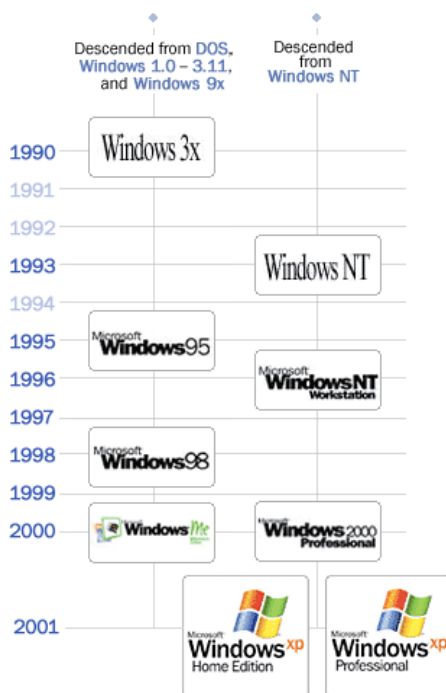 Descended from DOS,
Windows 1.0 – 3.11,
and Windows 9x
Descended
from
Windows NT
1990
Windows 3x
1991
1992
1993
Windows NT
1994
1995
Microsoft
Windows95
1996
Microsoft
WindowsNT
Workstation
1997
1998
Microsoft
Windows98
1999
2000
Windows Me
Microsoft
Windows 2000
Professional
2001
Microsoft
Windows xp
Home Edition
Microsoft
Windows xp
Professional